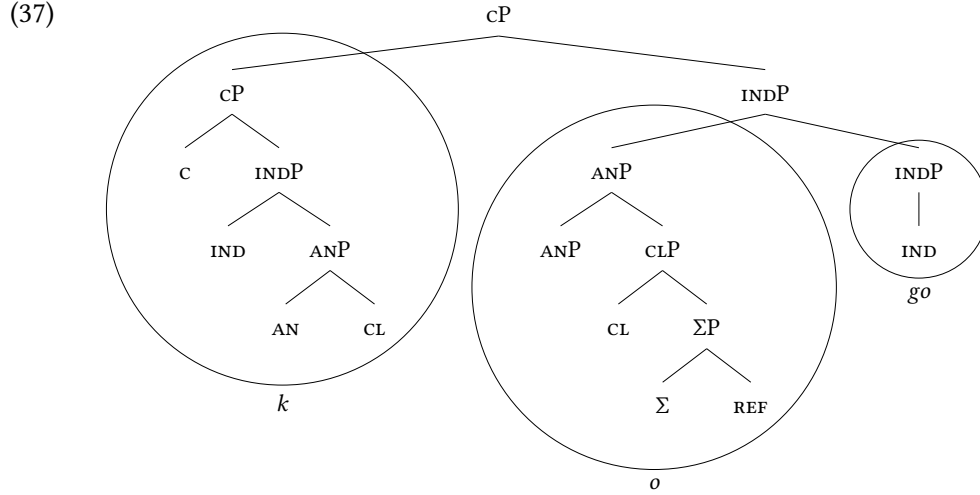 (37) CP
CP INDP
C INDP ANP INDP
IND ANP ANP CLP IND
AN CL CL ΣP go
k Σ REF
o